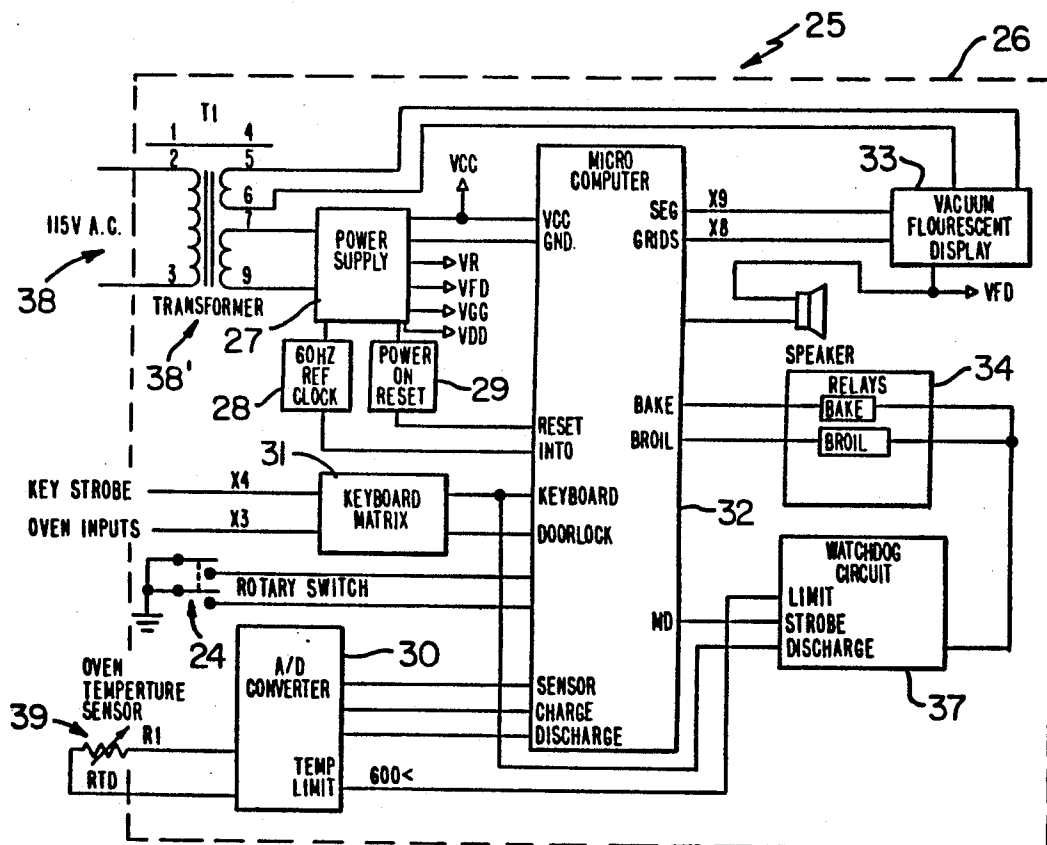 25
26
T1
1 4
2 5
6
7
3 9
115V A.C.
38
TRANSFORMER
38'
POWER
SUPPLY
27
VCC
VR
VFD
VGG
VDD
60HZ
REF
CLOCK
28
POWER
ON
RESET
29
MICRO
COMPUTER
VCC
GND.
SEG
GRIDS
X9
X8
33
VACUUM
FLOURESCENT
DISPLAY
VFD
SPEAKER
RELAYS
34
BAKE
BROIL
BAKE
BROIL
RESET
INTO
31
KEY STROBE
X4
OVEN INPUTS
X3
KEYBOARD
MATRIX
KEYBOARD
DOORLOCK
32
ROTARY SWITCH
24
WATCHDOG
CIRCUIT
LIMIT
STROBE
DISCHARGE
MD
37
A/D
CONVERTER
30
SENSOR
CHARGE
DISCHARGE
TEMP
LIMIT
600<
OVEN
TEMPERTURE
SENSOR
39
R1
RTD